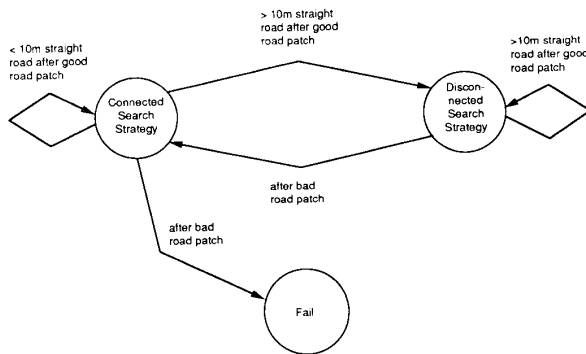 > 10m straight
road after good
road patch
< 10m straight
road after good
road patch
>10m straight
road after good
road patch
Connected
Search
Strategy
Discon-
nected
Search
Strategy
after bad
road patch
after bad
road patch
Fail